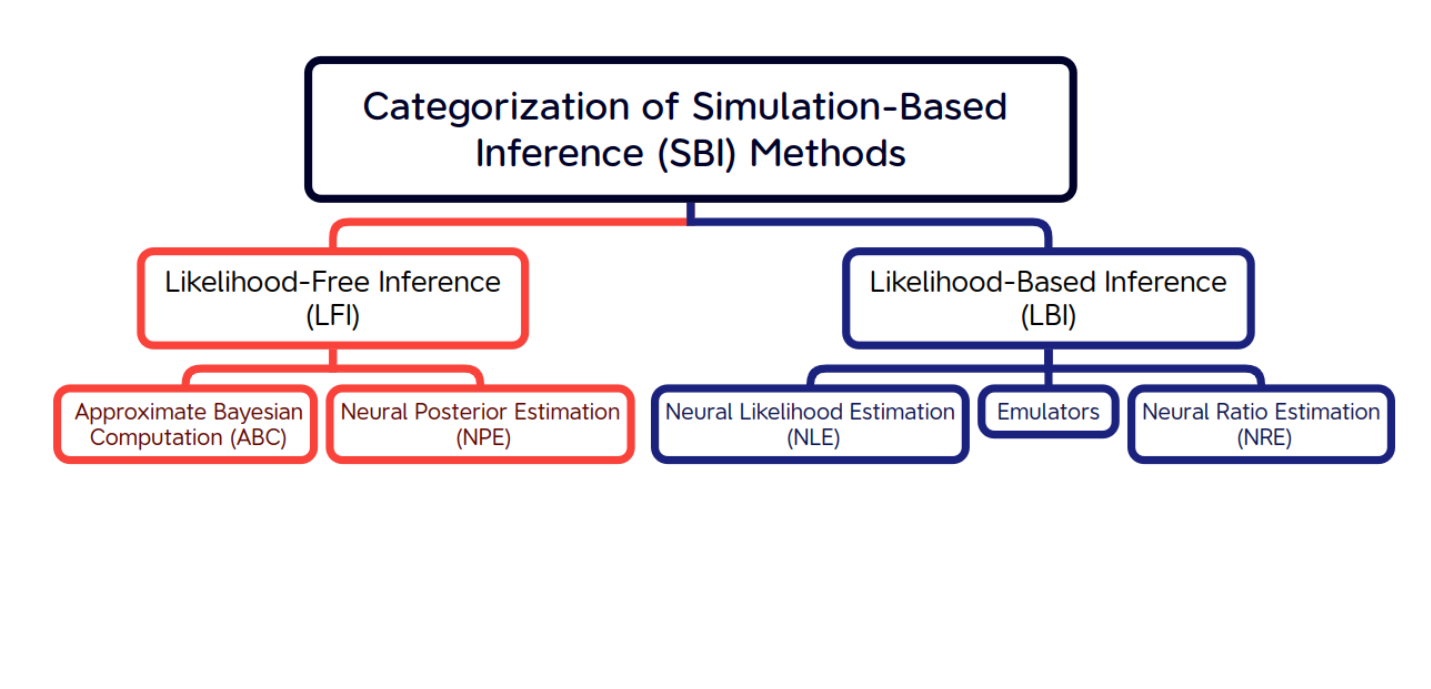 Categorization of Simulation-Based
Inference (SBI) Methods
Likelihood-Free Inference
(LFI)
Likelihood-Based Inference
(LBI)
Approximate Bayesian
Computation (ABC)
Neural Posterior Estimation
(NPE)
Neural Likelihood Estimation
(NLE)
Emulators
Neural Ratio Estimation
(NRE)